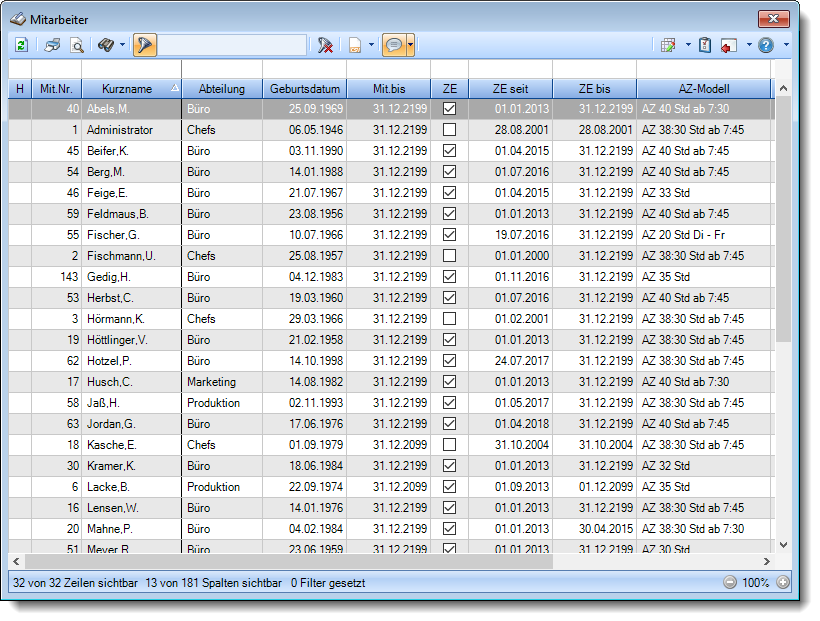 Mitarbeiter
H Mit.Nr. Kurzname Abteilung Geburtsdatum Mit.bis ZE ZE seit ZE bis AZ-Modell
40 Abels,M. Büro 25.09.1969 31.12.2199 01.01.2013 31.12.2199 AZ 40 Std ab 7:30
1 Administrator Chefs 06.05.1946 31.12.2199 28.08.2001 28.08.2001 AZ 38:30 Std ab 7:45
45 Beifer,K. Büro 03.11.1990 31.12.2199 01.04.2015 31.12.2199 AZ 40 Std ab 7:45
54 Berg,M. Büro 14.01.1988 31.12.2199 01.07.2016 31.12.2199 AZ 40 Std ab 7:45
46 Feige,E. Büro 21.07.1967 31.12.2199 01.04.2015 31.12.2199 AZ 33 Std
59 Feldmaus,B. Büro 23.08.1956 31.12.2199 01.01.2013 31.12.2199 AZ 40 Std ab 7:45
55 Fischer,G. Büro 10.07.1966 31.12.2199 19.07.2016 31.12.2199 AZ 20 Std Di - Fr
2 Fischmann,U. Chefs 25.08.1957 31.12.2199 01.01.2000 31.12.2199 AZ 38:30 Std ab 7:45
143 Gedig,H. Büro 04.12.1983 31.12.2199 01.11.2016 31.12.2199 AZ 35 Std
53 Herbst,C. Büro 19.03.1960 31.12.2199 01.07.2016 31.12.2199 AZ 40 Std ab 7:45
3 Hörmann,K. Chefs 29.03.1966 31.12.2199 01.02.2001 31.12.2199 AZ 38:30 Std ab 7:45
19 Höttlinger,V. Büro 21.02.1958 31.12.2199 01.01.2013 31.12.2199 AZ 40 Std ab 7:45
62 Hotzel,P. Büro 14.10.1998 31.12.2199 24.07.2017 31.12.2199 AZ 38:30 Std ab 7:45
17 Husch,C. Marketing 14.08.1982 31.12.2199 01.01.2013 31.12.2199 AZ 40 Std ab 7:30
58 Jaß,H. Produktion 02.11.1993 31.12.2199 01.05.2017 31.12.2199 AZ 38:30 Std ab 7:45
63 Jordan,G. Büro 17.06.1976 31.12.2199 01.04.2018 31.12.2199 AZ 40 Std ab 7:45
18 Kasche,E. Chefs 01.09.1979 31.12.2099 31.10.2004 31.10.2004 AZ 38:30 Std ab 7:45
30 Kramer,K. Büro 18.06.1984 31.12.2199 01.01.2013 31.12.2199 AZ 32 Std
6 Lacke,B. Produktion 22.09.1974 31.12.2099 01.09.2013 01.12.2099 AZ 35 Std
16 Lensen,W. Büro 14.01.1976 31.12.2199 01.01.2013 31.12.2199 AZ 38:30 Std ab 7:45
20 Mahne,P. Büro 04.02.1984 31.12.2199 01.01.2013 30.04.2015 AZ 38:30 Std ab 7:30
51 Meyer,R. Büro 23.06.1959 31.12.2199 01.01.2013 31.12.2199 AZ 30 Std
32 von 32 Zeilen sichtbar 13 von 181 Spalten sichtbar 0 Filter gesetzt 100%